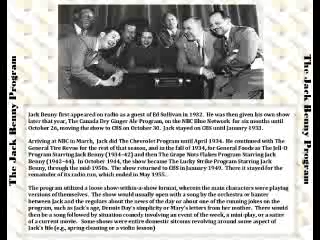 The Jack Benny Program
The Jack Benny Program
Jack Benny first appeared on radio as a guest of Ed Sullivan in 1932. He was then given his own show
later that year, The Canada Dry Ginger Ale Program, on the NBC Blue Network for six months until
October 26, moving the show to CBS on October 30. Jack stayed on CBS until January 1933.
Arriving at NBC in March, Jack did The Chevrolet Program until April 1934. He continued with The
General Tire Revue for the rest of that season, and in the fall of 1934, for General Foods as The Jell-O
Program Starring Jack Benny (1934-42) and then The Grape Nuts Flakes Program Starring Jack
Benny (1942-44). In October 1944, the show became The Lucky Strike Program Starring Jack
Benny, through the mid-1950s. The show returned to CBS in January 1949. There it stayed for the
remainder of its radio run, which ended in May 1955.
The program utilized a loose show-within-a-show format, wherein the main characters were playing
versions of themselves. The show would usually open with a song by the orchestra or banter
between Jack and the regulars about the news of the day or about one of the running jokes on the
program, such as Jack's age, Dennis Day's simplicity or Mary's letters from her mother. There would
then be a song followed by situation comedy involving an event of the week, a mini-play, or a satire
of a current movie. Some shows were entire domestic sitcoms revolving around some aspect of
Jack's life (e.g., spring cleaning or a violin lesson)